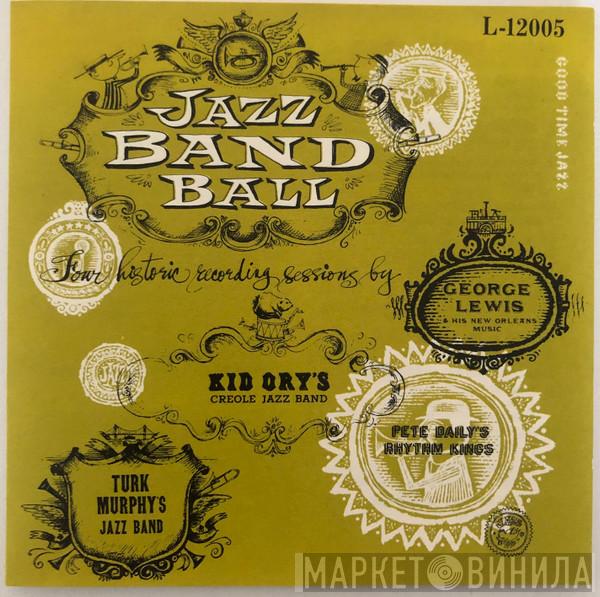 L-12005
GOOD TIME JAZZ
JAZZ
BAND
BALL
Four historic recording sessions by
GEORGE
LEWIS
& HIS NEW ORLEANS
MUSIC
KID ORY'S
CREOLE JAZZ BAND
PETE DAILY'S
RHYTHM KINGS
TURK
MURPHY'S
JAZZ BAND
МАРКЕТ ВИНИЛА